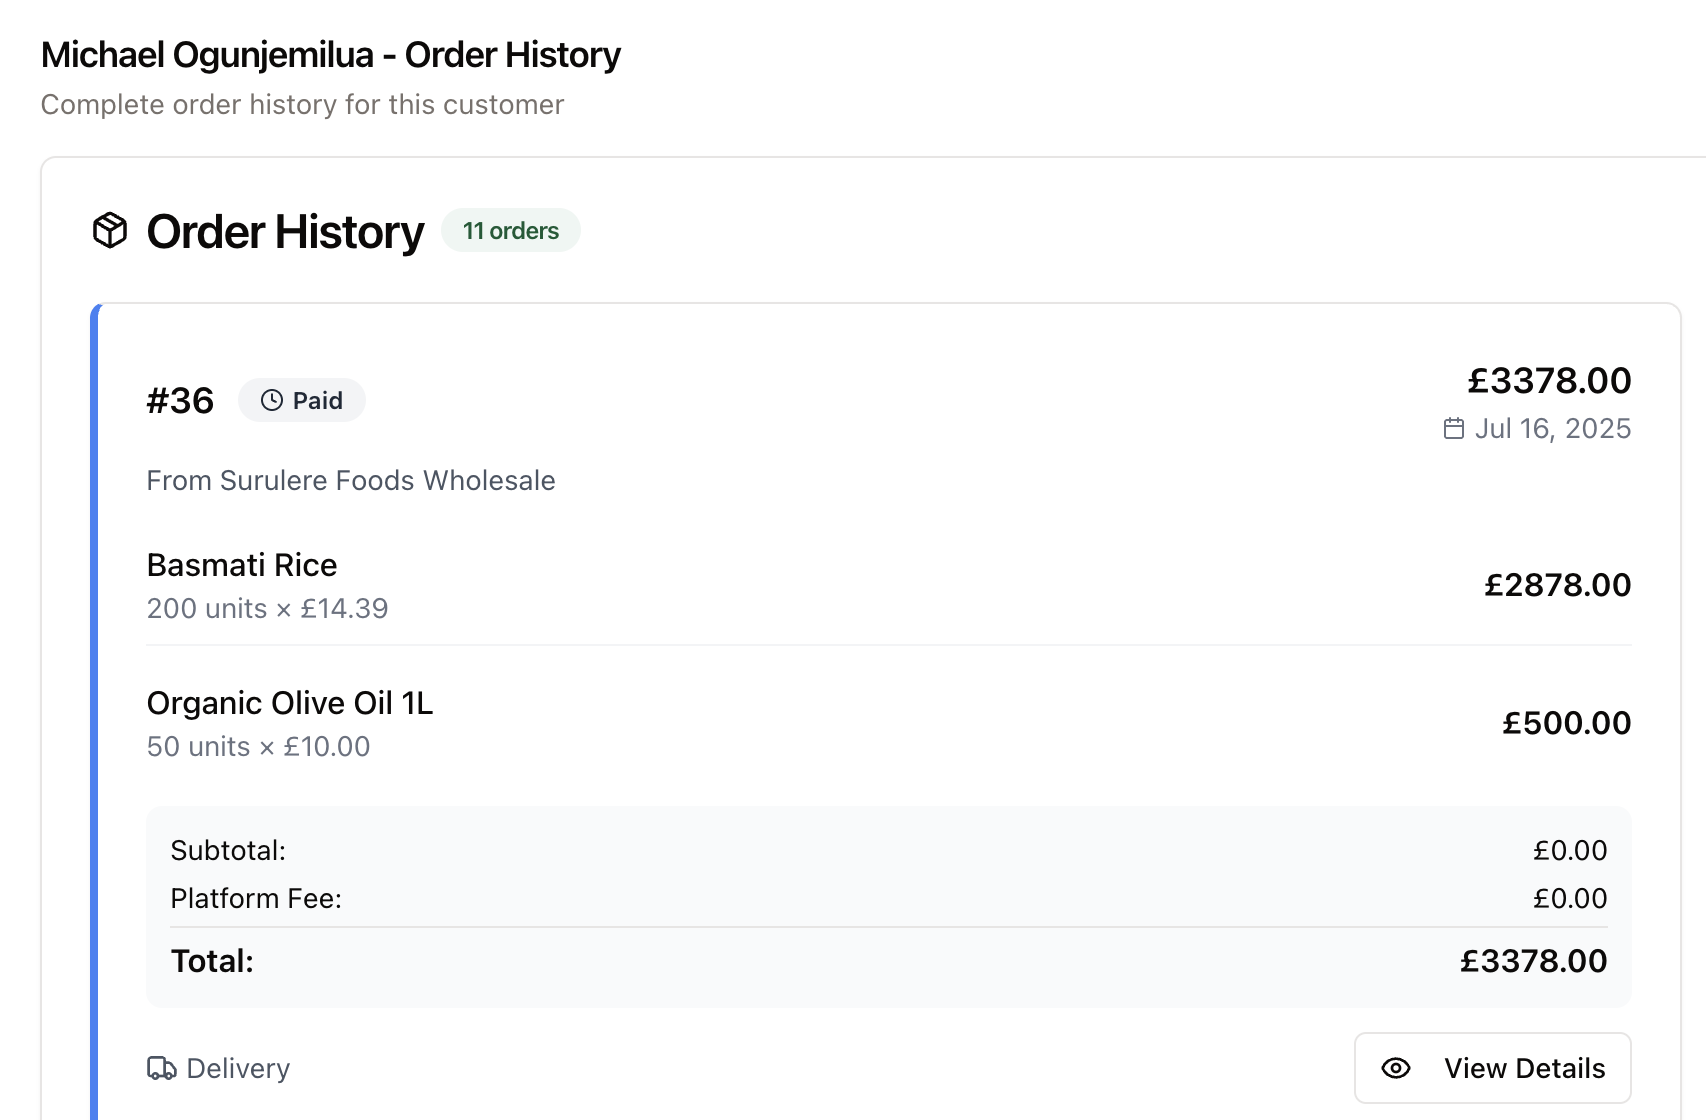 Michael Ogunjemilua - Order History
Complete order history for this customer
Order History 11 orders
#36 Paid £3378.00
Jul 16, 2025
From Surulere Foods Wholesale
Basmati Rice
200 units × £14.39 £2878.00
Organic Olive Oil 1L
50 units × £10.00 £500.00
Subtotal: £0.00
Platform Fee: £0.00
Total: £3378.00
Delivery View Details